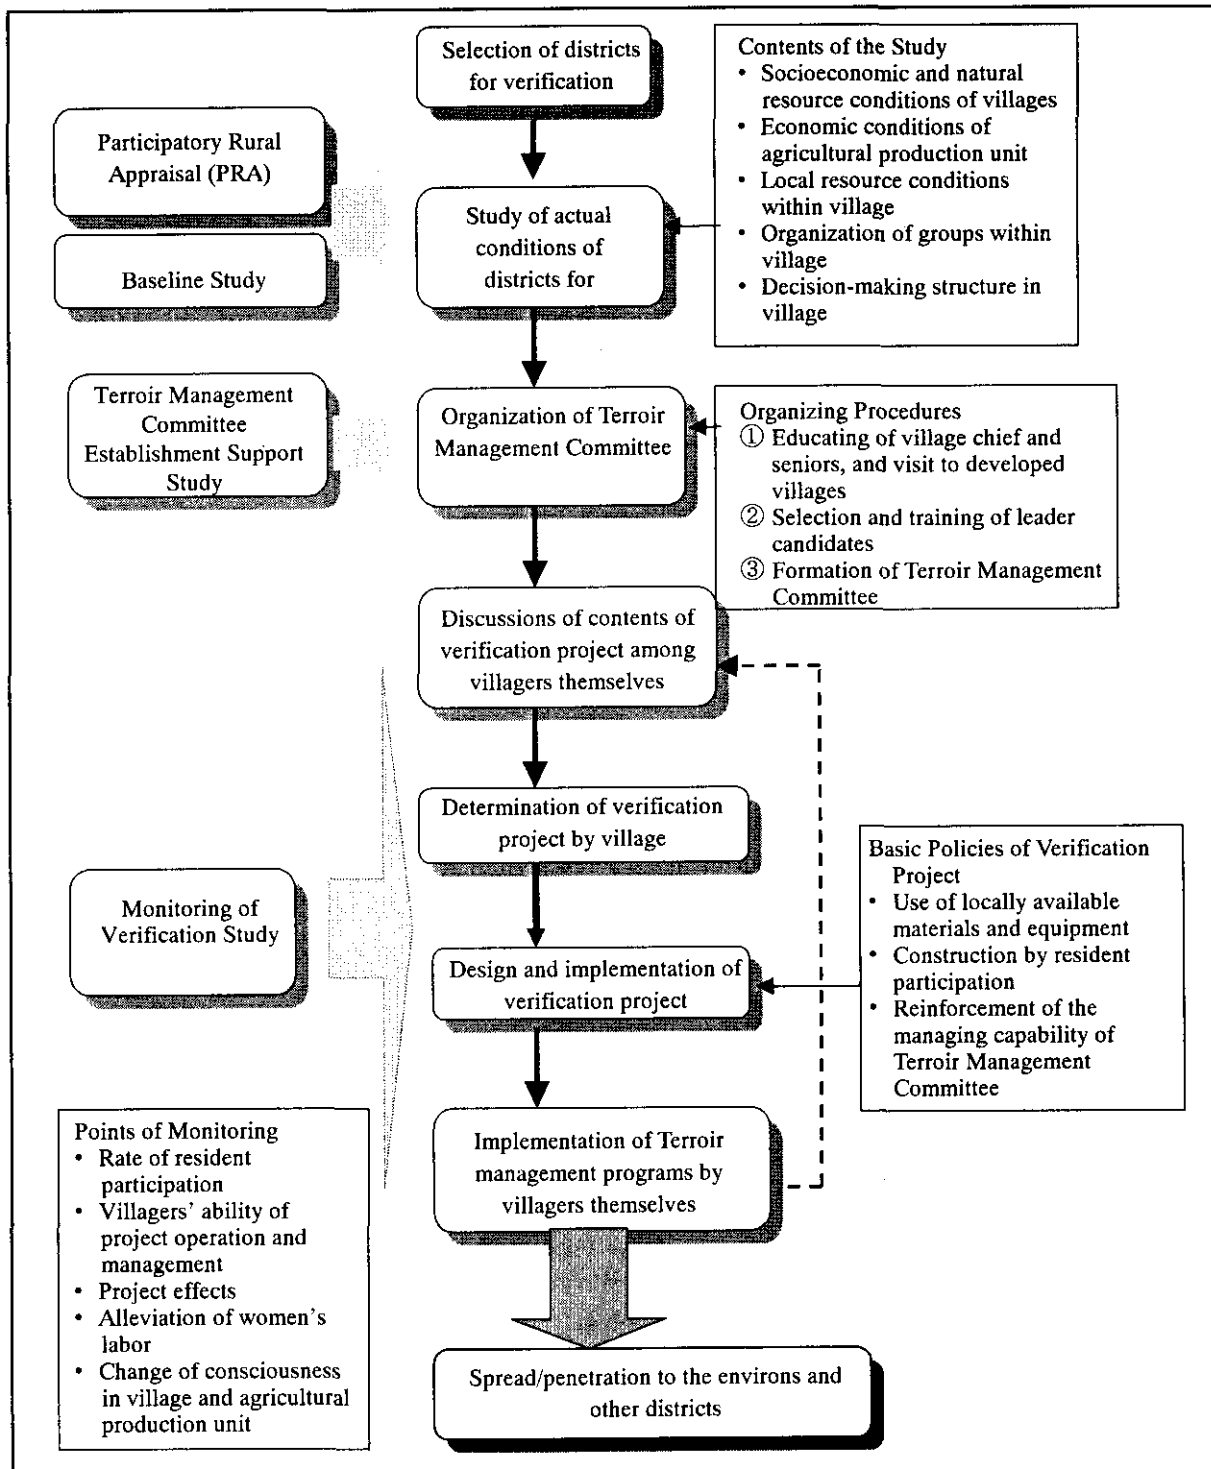 Selection of districts
for verification
Contents of the Study
• Socioeconomic and natural
resource conditions of villages
• Economic conditions of
agricultural production unit
• Local resource conditions
within village
• Organization of groups within
village
• Decision-making structure in
village
Participatory Rural
Appraisal (PRA)
Baseline Study
Study of actual
conditions of
districts for
Terroir Management
Committee
Establishment Support
Study
Organization of Terroir
Management Committee
Organizing Procedures
① Educating of village chief and
seniors, and visit to developed
villages
② Selection and training of leader
candidates
③ Formation of Terroir Management
Committee
Discussions of contents of
verification project among
villagers themselves
Determination of verification
project by village
Basic Policies of Verification
Project
• Use of locally available
materials and equipment
• Construction by resident
participation
• Reinforcement of the
managing capability of
Terroir Management
Committee
Monitoring of
Verification Study
Design and implementation of
verification project
Points of Monitoring
• Rate of resident
participation
• Villagers’ ability of
project operation and
management
• Project effects
• Alleviation of women’s
labor
• Change of consciousness
in village and agricultural
production unit
Implementation of Terroir
management programs by
villagers themselves
Spread/penetration to the environs and
other districts